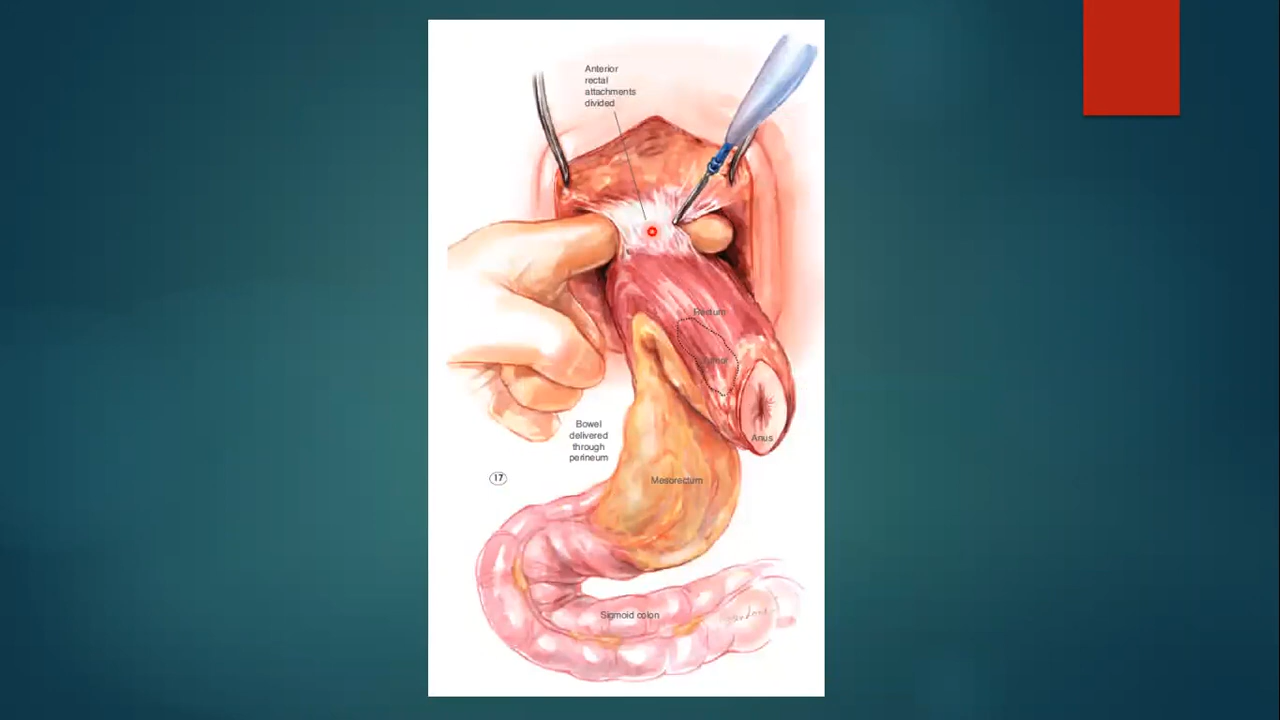 Anterior
rectal
attachments
divided
Rectum
Tumor
Anus
Bowel
delivered
through
perineum
17
Mesorectum
Sigmoid colon